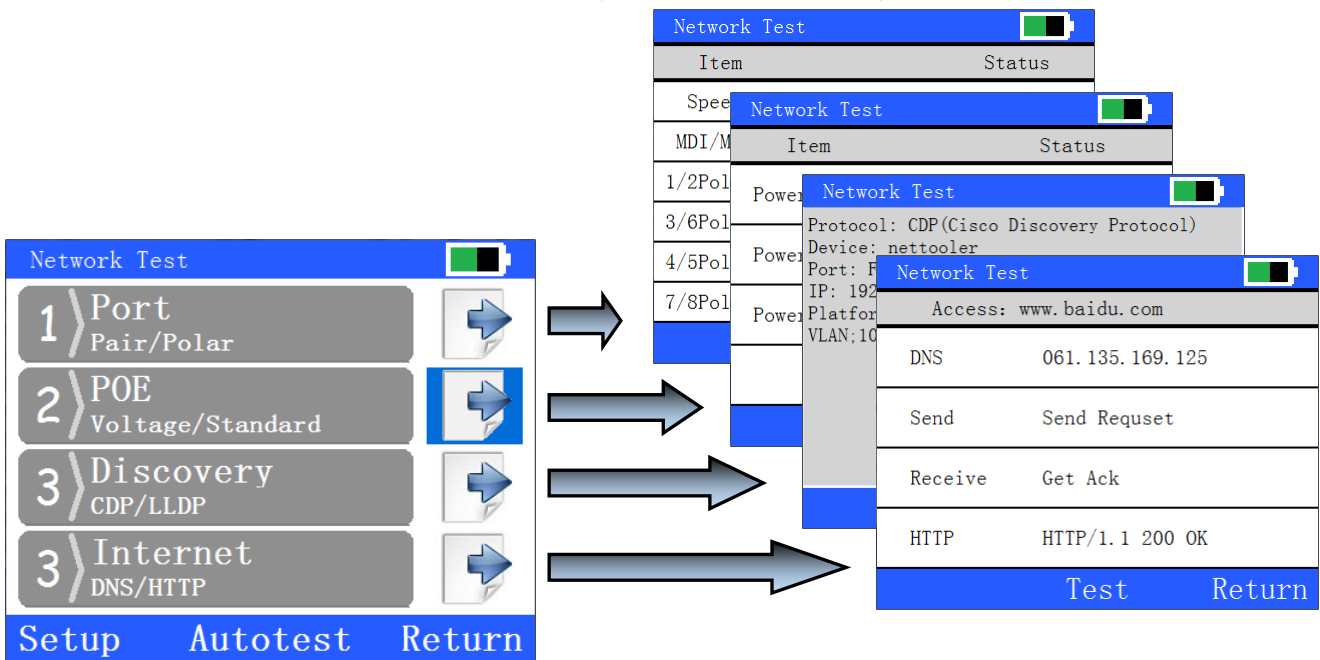 Network Test
1 Port
Pair/Polar
2 POE
Voltage/Standard
3 Discovery
CDP/LLDP
3 Internet
DNS/HTTP
Setup Autotest Return
Network Test
Item Status
Spee
MDI/M
1/2Pol
3/6Pol
4/5Pol
7/8Pol
Network Test
Item Status
Power
Power
Power
Network Test
Protocol: CDP(Cisco Discovery Protocol)
Device: nettooler
Port: F
IP: 192
Platfor
VLAN;10
Network Test
Access: www.baidu.com
DNS 061.135.169.125
Send Send Requset
Receive Get Ack
HTTP HTTP/1.1 200 OK
Test Return